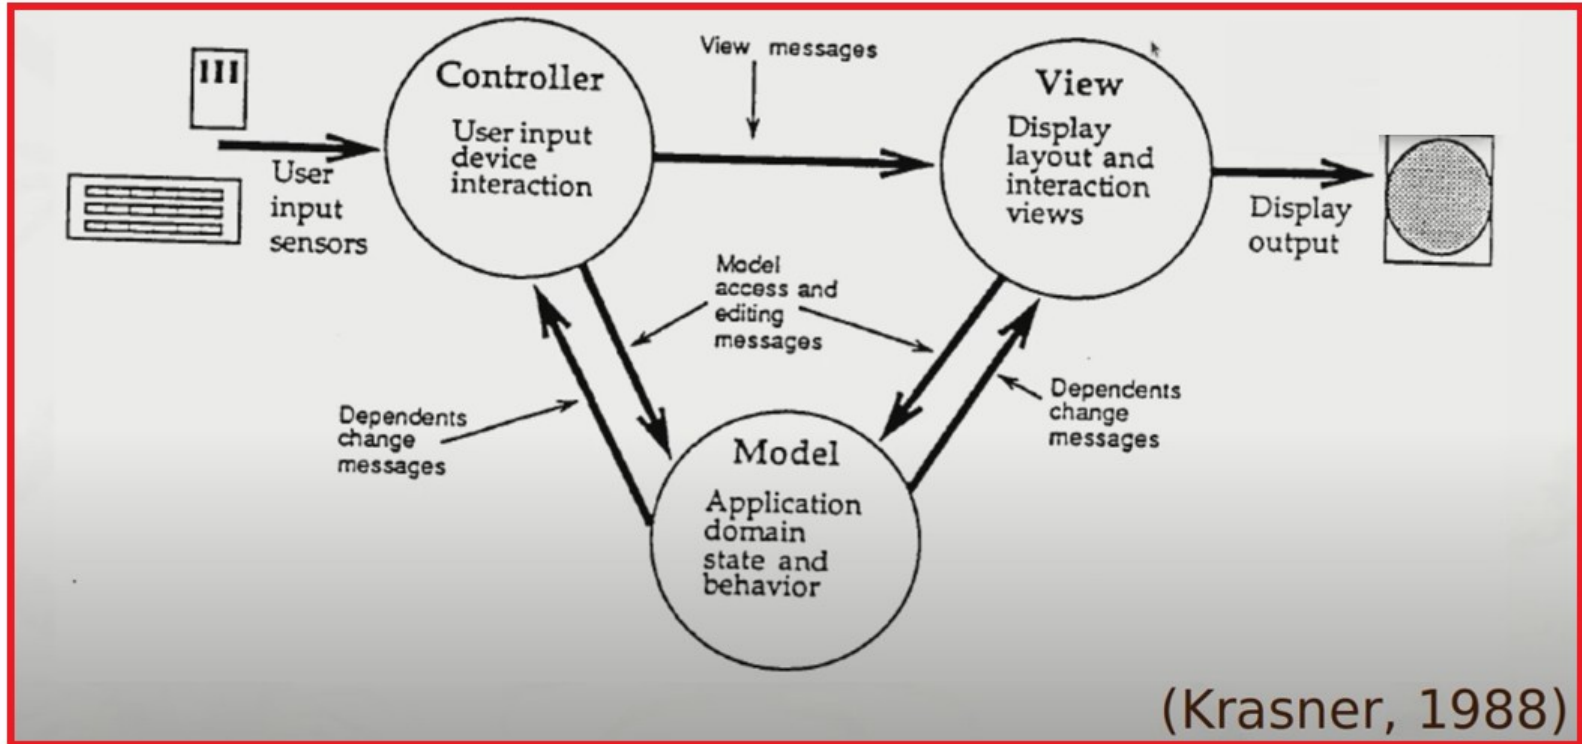 View messages
Controller
User input
device
interaction
View
Display
layout and
interaction
views
User
input
sensors
Display
output
Model
access and
editing
messages
Dependents
change
messages
Dependents
change
messages
Model
Application
domain
state and
behavior
(Krasner, 1988)